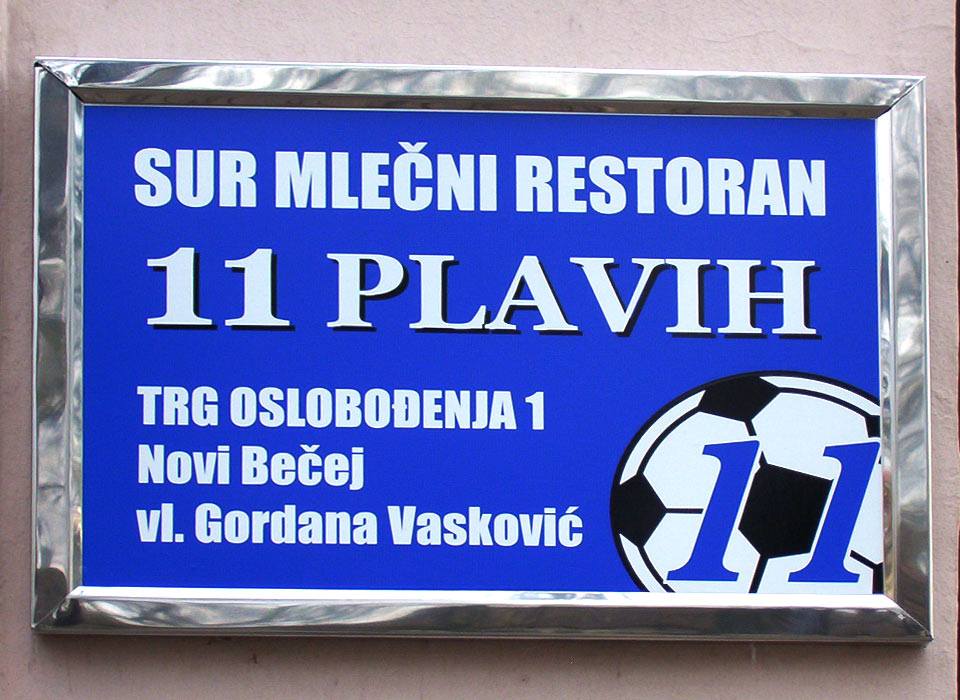 SUR MLEČNI RESTORAN
11 PLAVIH
TRG OSLOBOĐENJA 1
Novi Bečej
vl. Gordana Vasković
11